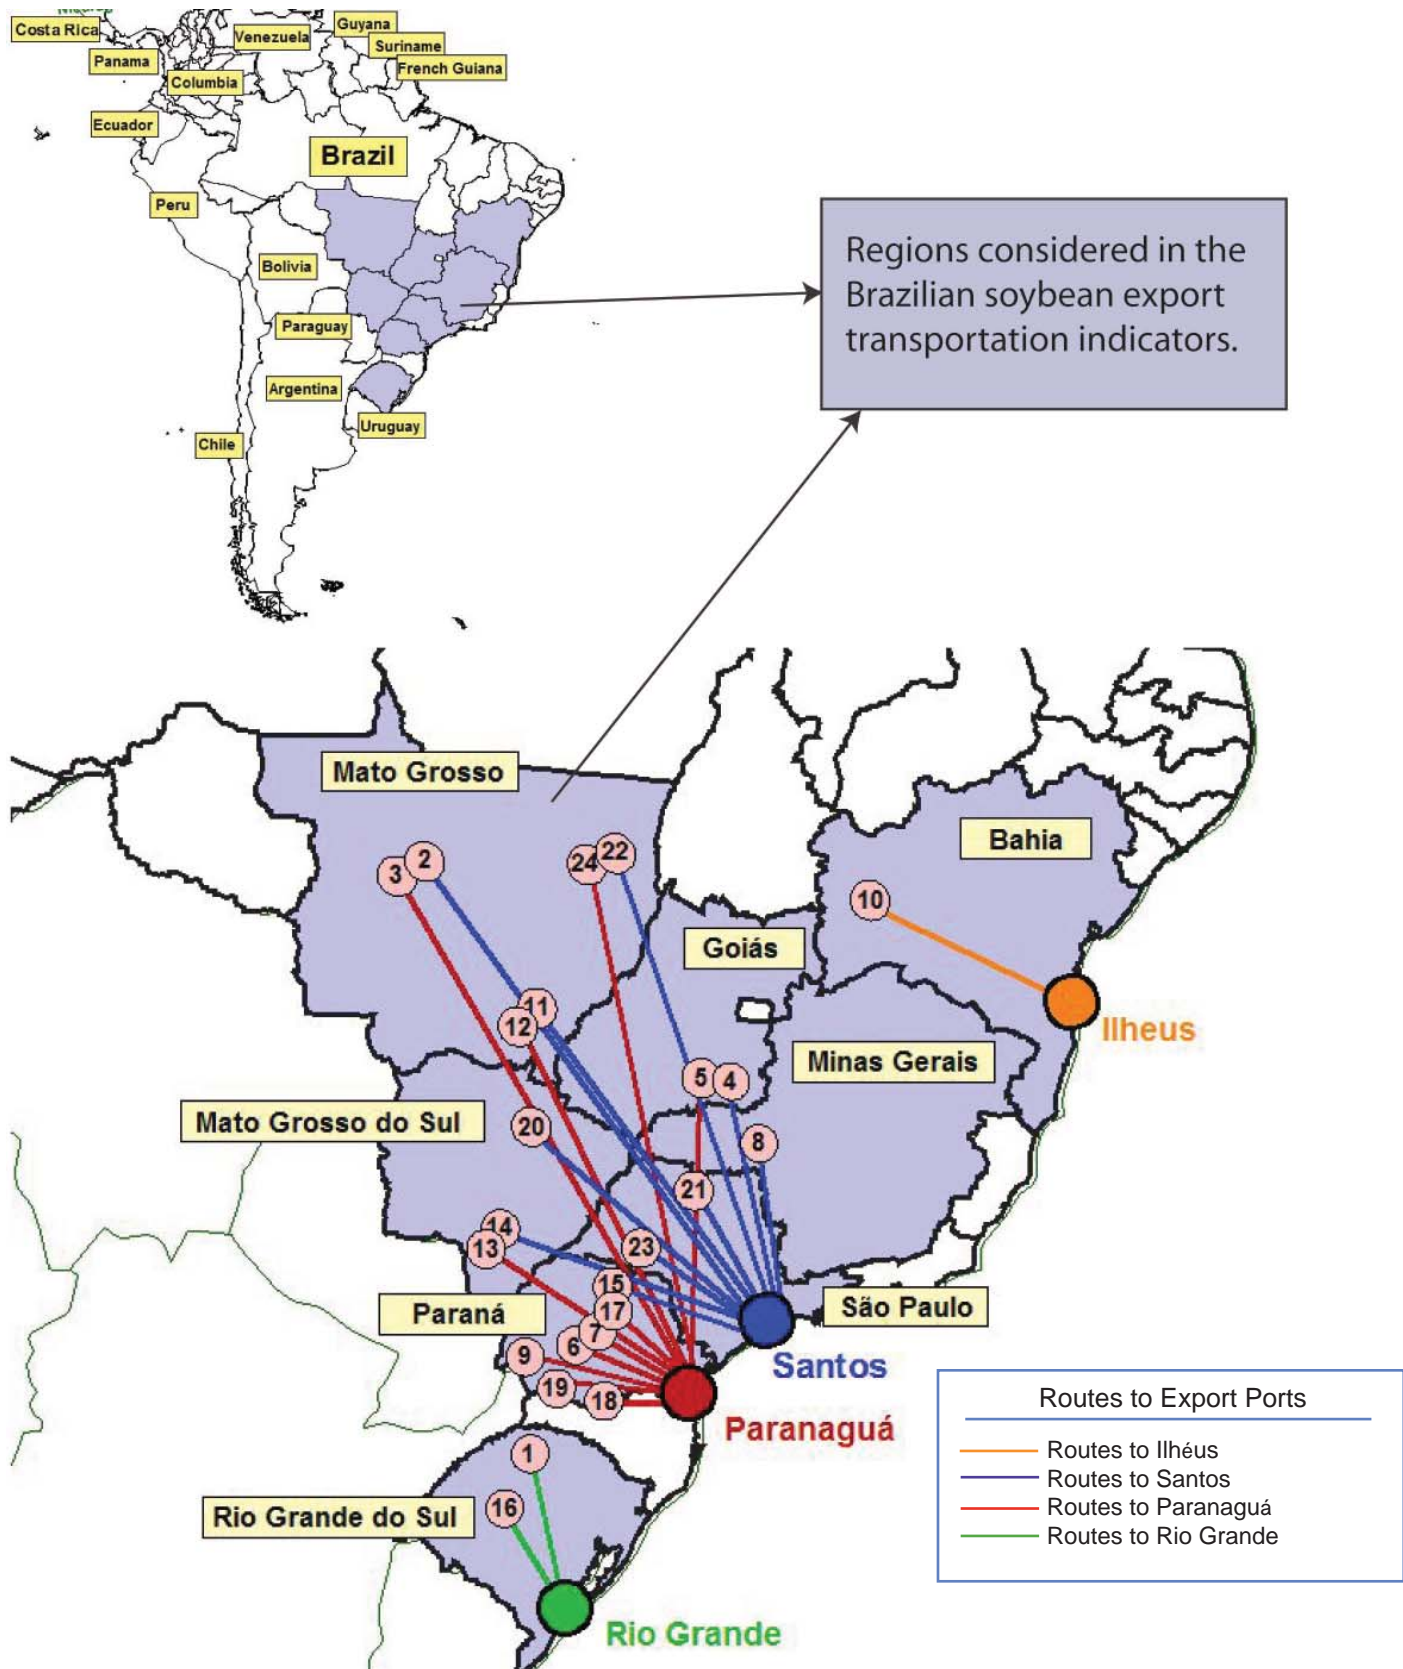 Costa Rica
Panama
Columbia
Venezuela
Guyana
Suriname
French Guiana
Ecuador
Brazil
Peru
Bolivia
Paraguay
Argentina
Uruguay
Chile
Regions considered in the
Brazilian soybean export
transportation indicators.
Mato Grosso
Bahia
3
2
24
22
10
Goiás
11
12
Ilheus
Minas Gerais
5
4
Mato Grosso do Sul
20
8
21
14
13
23
15
17
Paraná
São Paulo
7
6
9
Santos
19
18
Paranaguá
1
16
Rio Grande do Sul
Rio Grande
Routes to Export Ports
Routes to Ilhéus
Routes to Santos
Routes to Paranaguá
Routes to Rio Grande